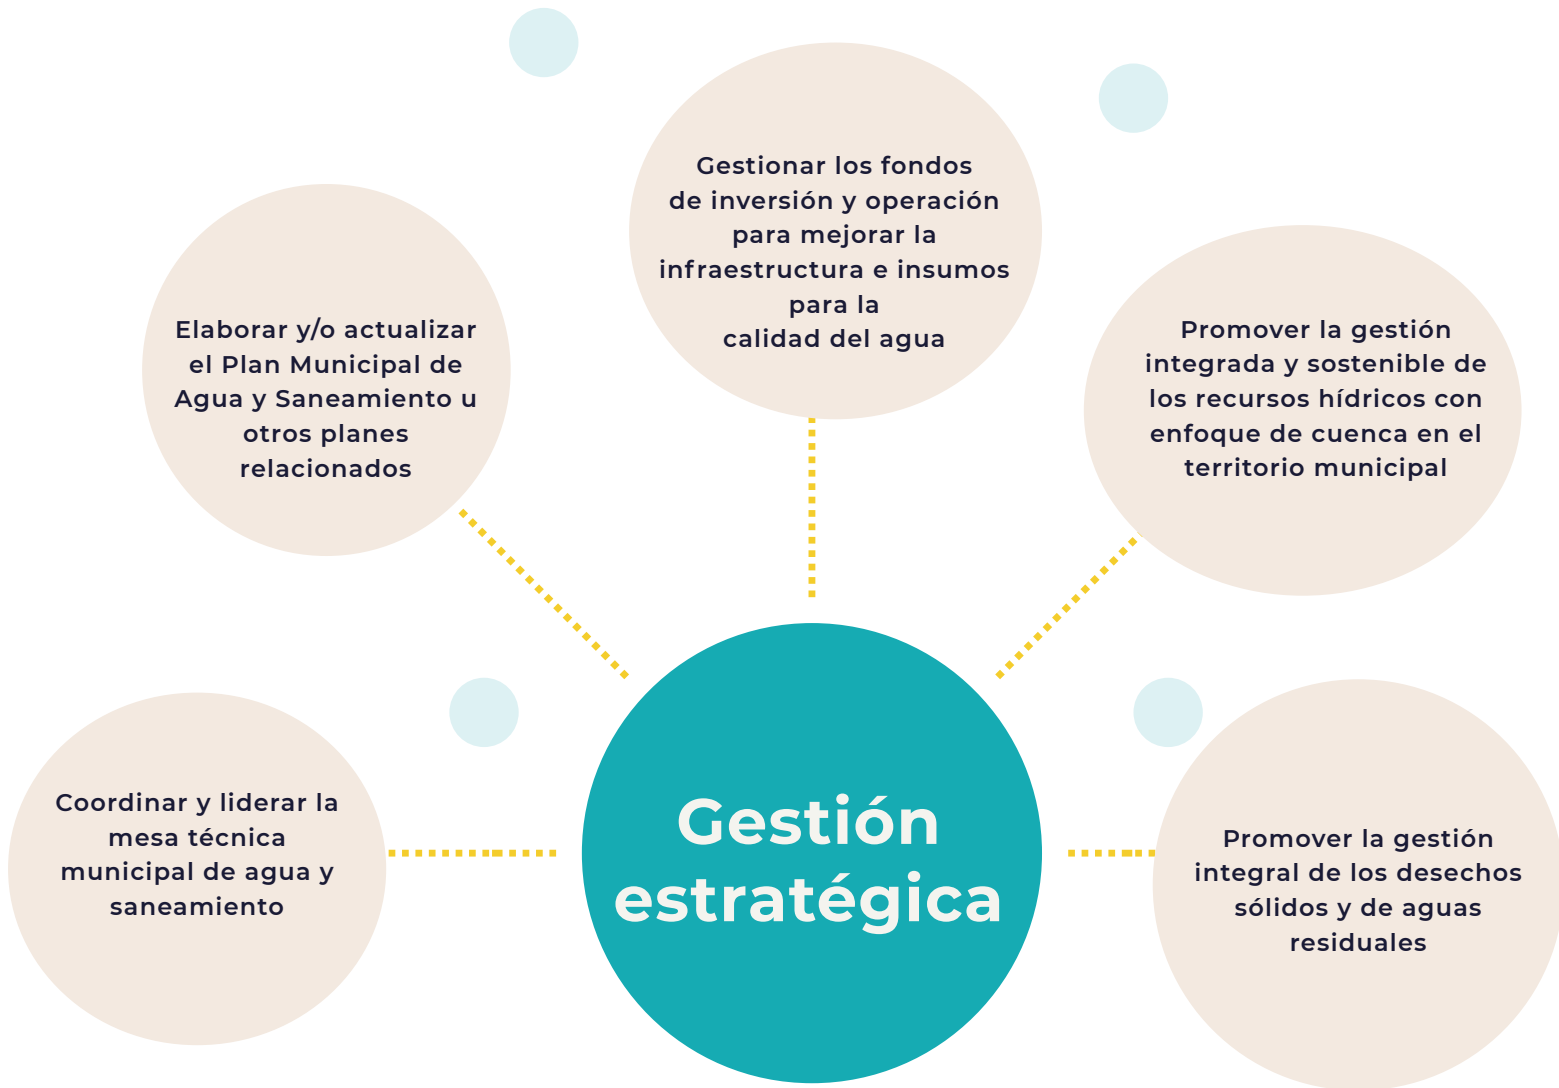 Gestionar los fondos
de inversión y operación
para mejorar la
infraestructura e insumos
para la
calidad del agua
Elaborar y/o actualizar
el Plan Municipal de
Agua y Saneamiento u
otros planes
relacionados
Promover la gestión
integrada y sostenible de
los recursos hídricos con
enfoque de cuenca en el
territorio municipal
Coordinar y liderar la
mesa técnica
municipal de agua y
saneamiento
Gestión
estratégica
Promover la gestión
integral de los desechos
sólidos y de aguas
residuales